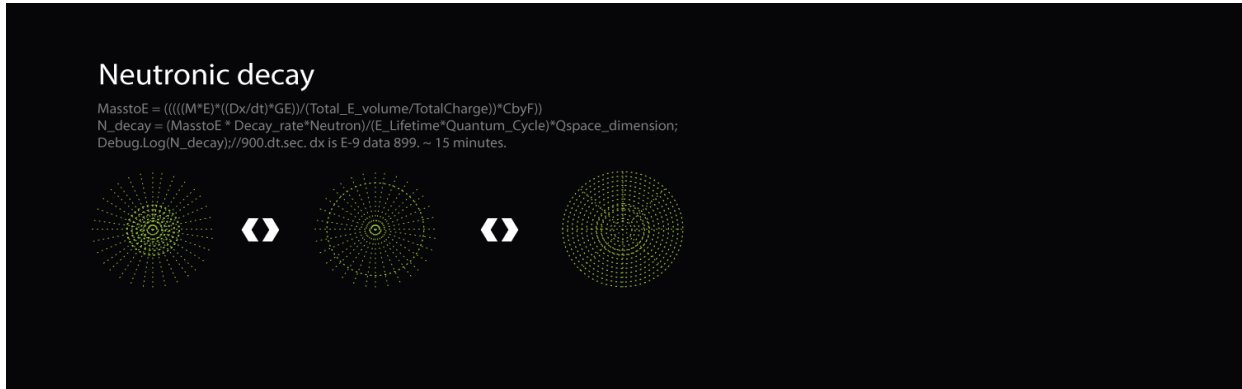 Neutronic decay
MasstoE = (((((M*E)*((Dx/dt)*GE))/(Total_E_volume/TotalCharge))*CbyF))
N_decay = (MasstoE * Decay_rate*Neutron)/(E_Lifetime*Quantum_Cycle)*Qspace_dimension;
Debug.Log(N_decay);//900.dt.sec. dx is E-9 data 899. ~ 15 minutes.